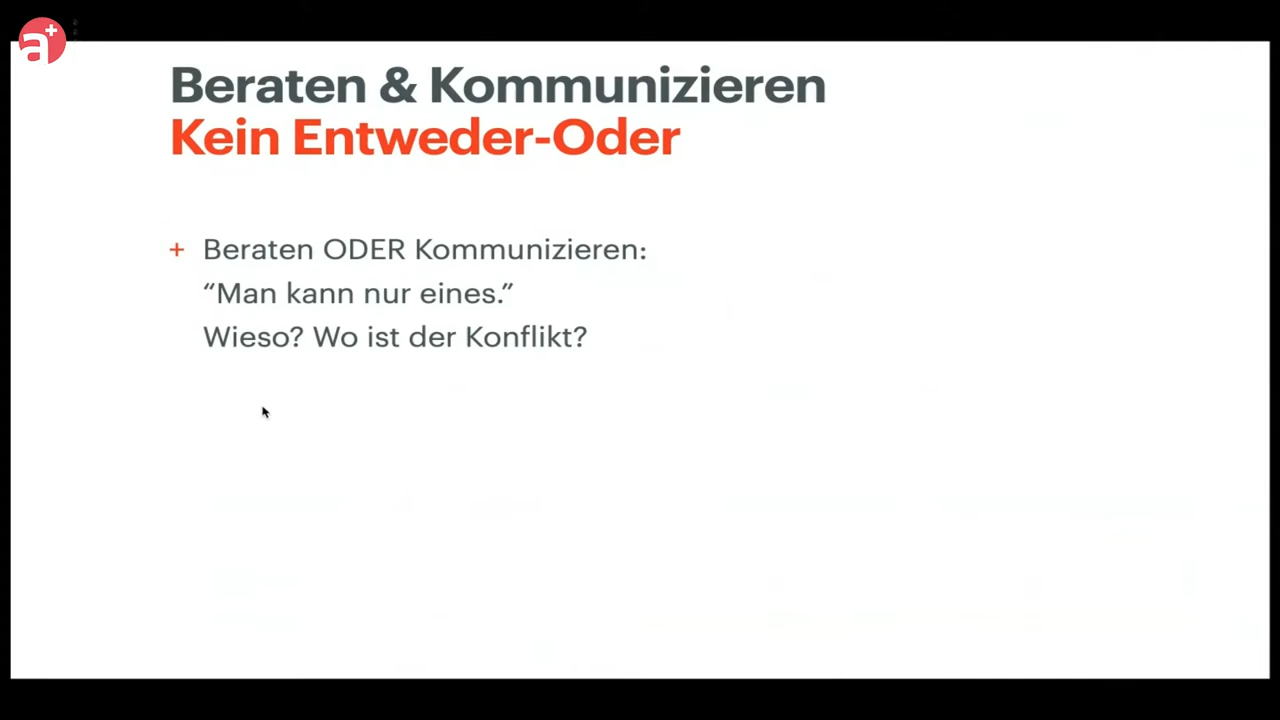 a+
Beraten & Kommunizieren
Kein Entweder-Oder
+ Beraten ODER Kommunizieren:
“Man kann nur eines.”
Wieso? Wo ist der Konflikt?